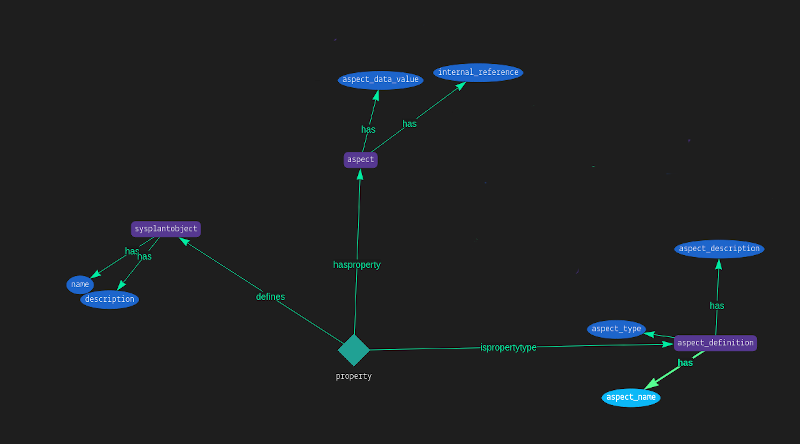 internal_reference
aspect_data_value
has
has
aspect
sysplantobject
has
has
name
description
hasproperty
defines
aspect_description
has
aspect_type
aspect_definition
ispropertytype
has
property
aspect_name